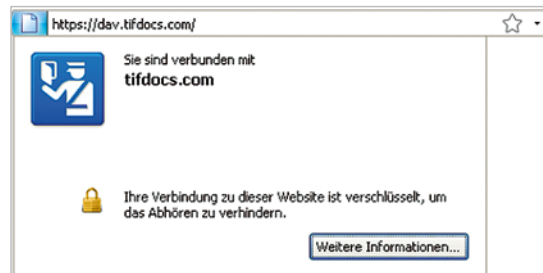 https://dav.tifdocs.com/
Sie sind verbunden mit
tifdocs.com
Ihre Verbindung zu dieser Website ist verschlüsselt, um
das Abhören zu verhindern.
Weitere Informationen...